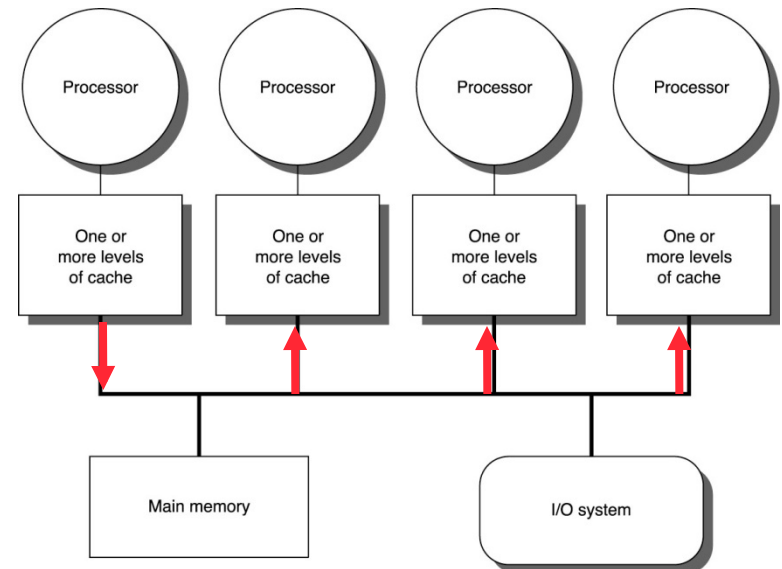 Processor
Processor
Processor
Processor
One or
more levels
of cache
One or
more levels
of cache
One or
more levels
of cache
One or
more levels
of cache
Main memory
I/O system